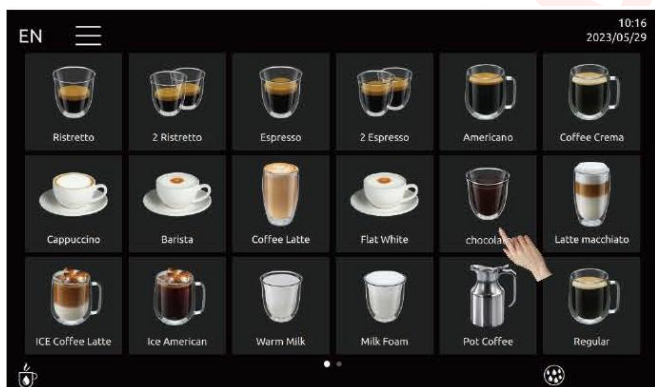 EN
10:16
2023/05/29
Ristretto
2 Ristretto
Espresso
2 Espresso
Americano
Coffee Crema
Cappuccino
Barista
Coffee Latte
Flat White
Latte macchiato
ICE Coffee Latte
Ice American
Warm Milk
Milk Foam
Pot Coffee
Regular